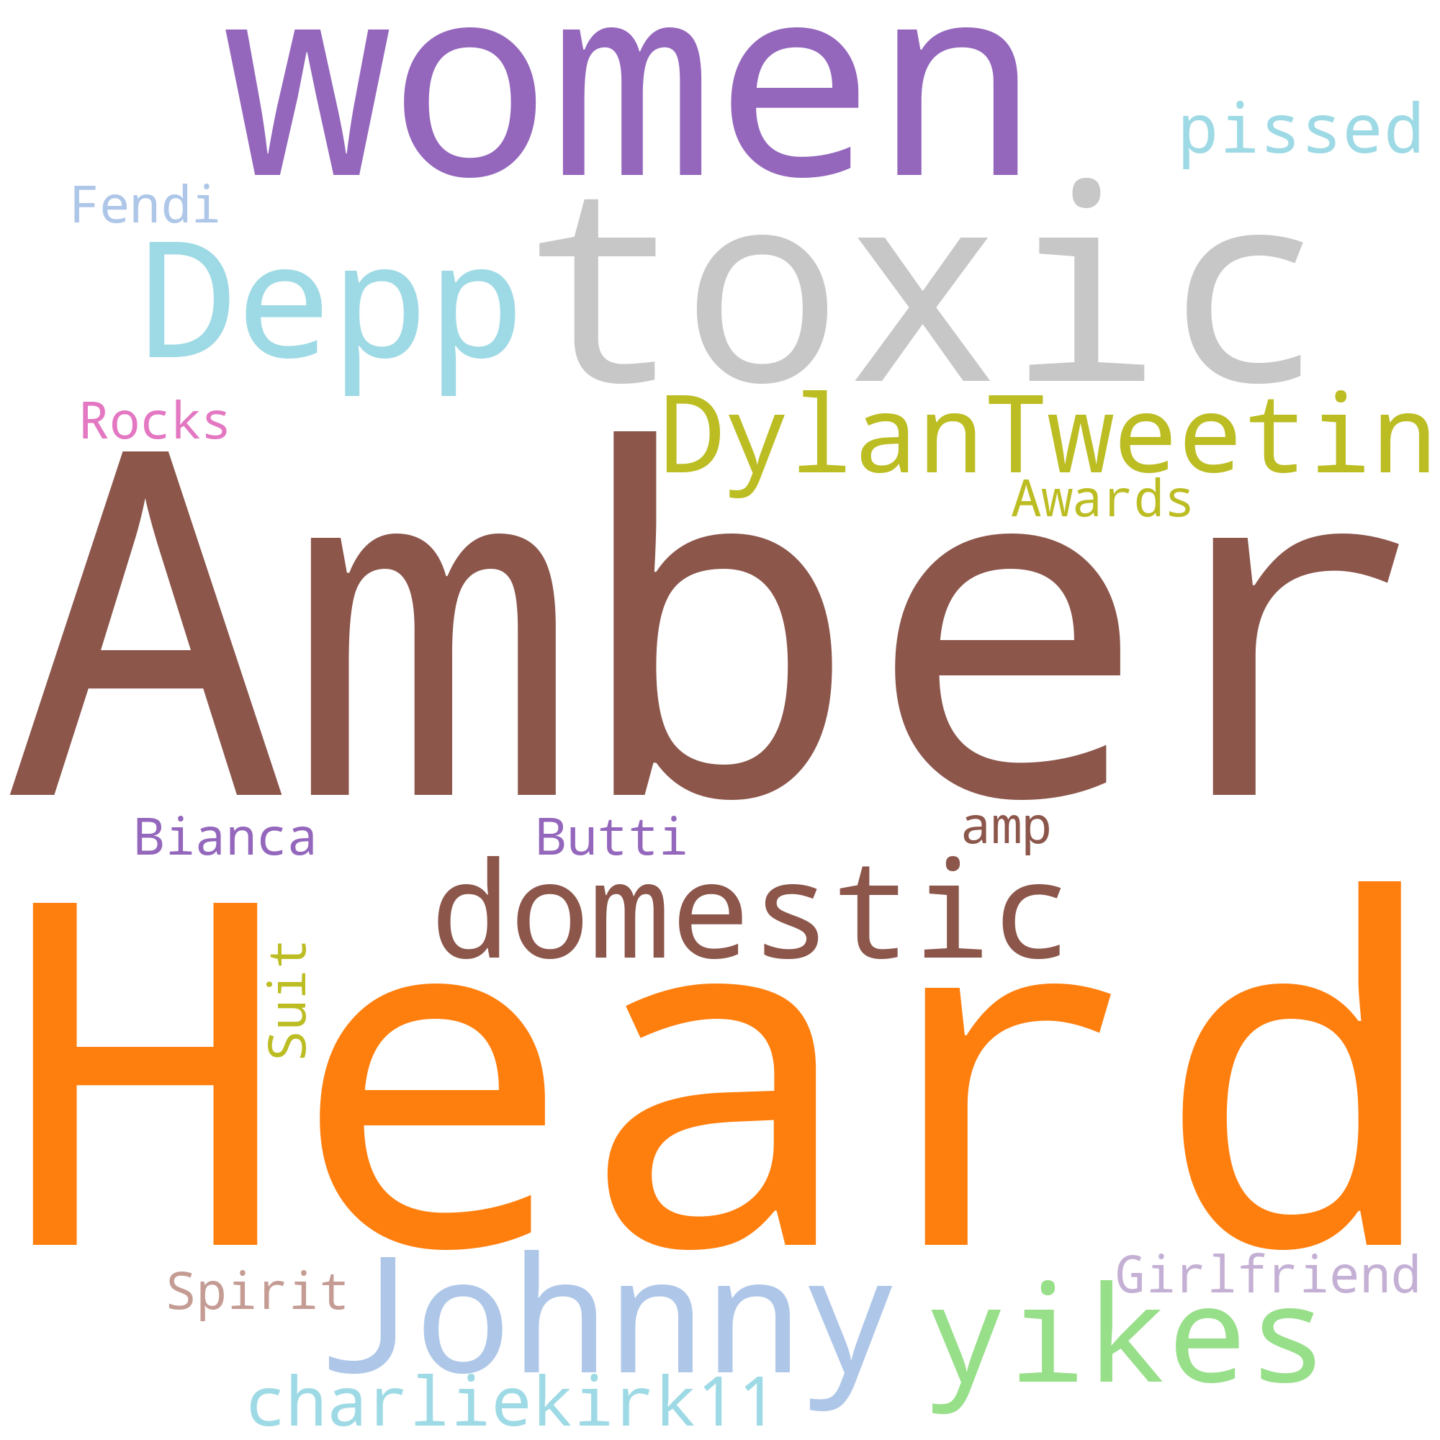 women
pissed
Fendi
Depp toxic
Rocks DylanTweetin
Awards
Amber
Bianca Butti amp
domestic
Suit
Heard
Spirit Johnny Girlfriend
yikes
charliekirk11